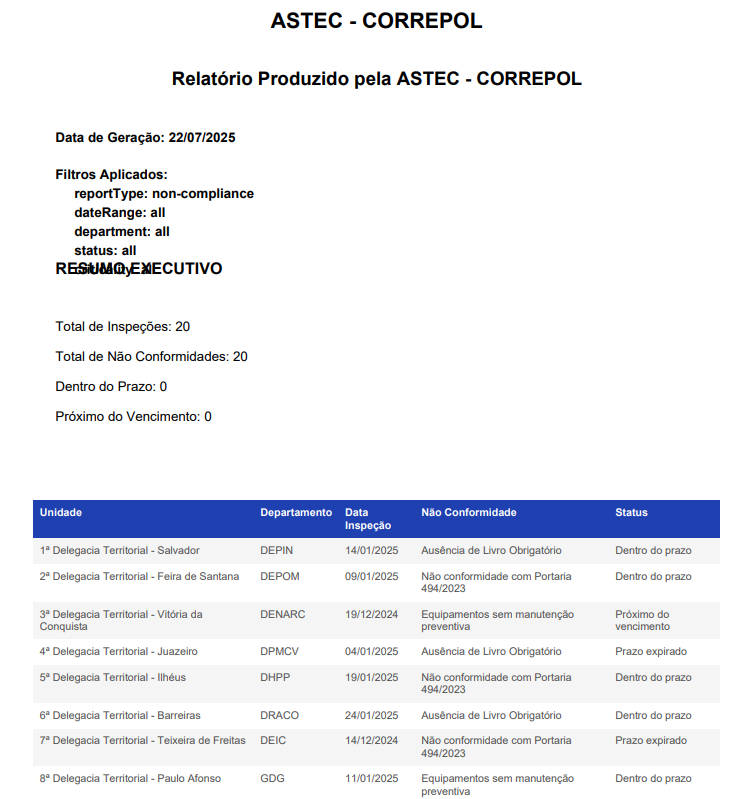 ASTEC - CORREPOL
Relatório Produzido pela ASTEC - CORREPOL
Data de Geração: 22/07/2025
Filtros Aplicados:
reportType: non-compliance
dateRange: all
department: all
status: all
RESUMO EXECUTIVO
Total de Inspeções: 20
Total de Não Conformidades: 20
Dentro do Prazo: 0
Próximo do Vencimento: 0
Unidade Departamento Data Não Conformidade Status
Inspeção
1ª Delegacia Territorial - Salvador DEPIN 14/01/2025 Ausência de Livro Obrigatório Dentro do prazo
2ª Delegacia Territorial - Feira de Santana DEPOM 09/01/2025 Não conformidade com Portaria Dentro do prazo
494/2023
3ª Delegacia Territorial - Vitória da DENARC 19/12/2024 Equipamentos sem manutenção Próximo do
Conquista preventiva vencimento
4ª Delegacia Territorial - Juazeiro DPMCV 04/01/2025 Ausência de Livro Obrigatório Prazo expirado
5ª Delegacia Territorial - Ilhéus DHPP 19/01/2025 Não conformidade com Portaria Dentro do prazo
494/2023
6ª Delegacia Territorial - Barreiras DRACO 24/01/2025 Ausência de Livro Obrigatório Dentro do prazo
7ª Delegacia Territorial - Teixeira de Freitas DEIC 14/12/2024 Não conformidade com Portaria Prazo expirado
494/2023
8ª Delegacia Territorial - Paulo Afonso GDG 11/01/2025 Equipamentos sem manutenção Dentro do prazo
preventiva